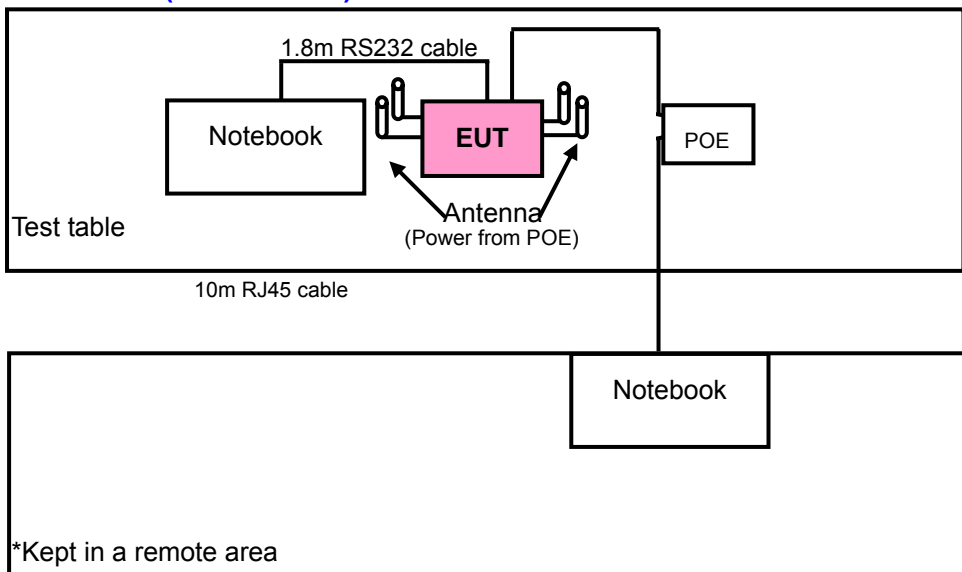 1.8m RS232 cable
Notebook
EUT
POE
Antenna
(Power from POE)
Test table
10m RJ45 cable
Notebook
*Kept in a remote area